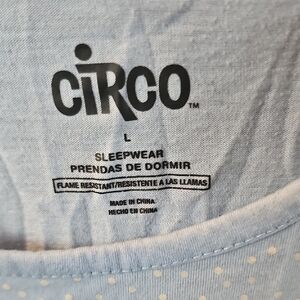 CiRCO™
L
SLEEPWEAR
PRENDAS DE DORMIR
FLAME RESISTANT/RESISTENTE A LAS LLAMAS
MADE IN CHINA
HECHO EN CHINA